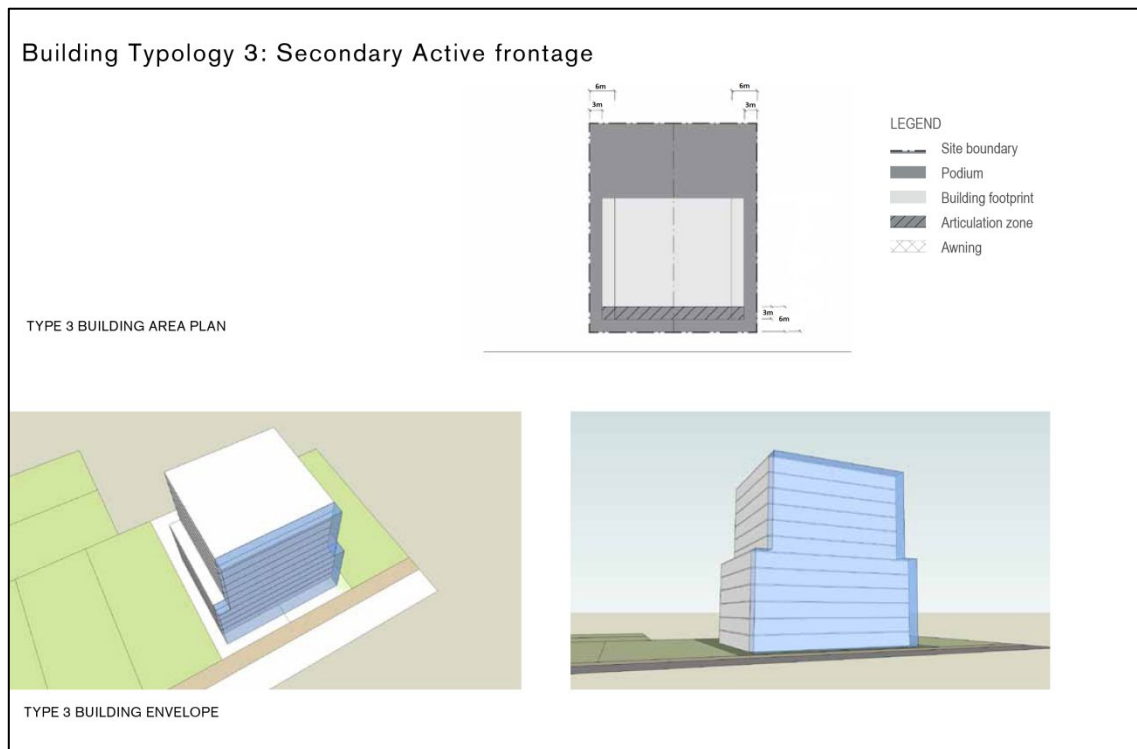 Building Typology 3: Secondary Active frontage
6m
6m
3m
3m
LEGEND
Site boundary
Podium
Building footprint
Articulation zone
Awning
3m
6m
TYPE 3 BUILDING AREA PLAN
TYPE 3 BUILDING ENVELOPE